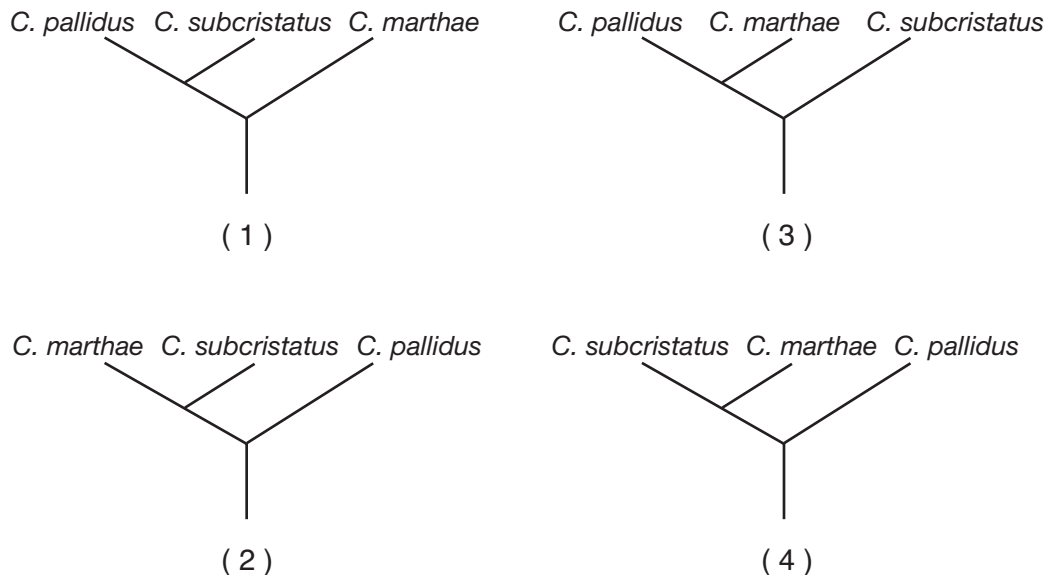 C. pallidus C. subcristatus C. marthae
( 1 )
C. pallidus C. marthae C. subcristatus
( 3 )
C. marthae C. subcristatus C. pallidus
( 2 )
C. subcristatus C. marthae C. pallidus
( 4 )